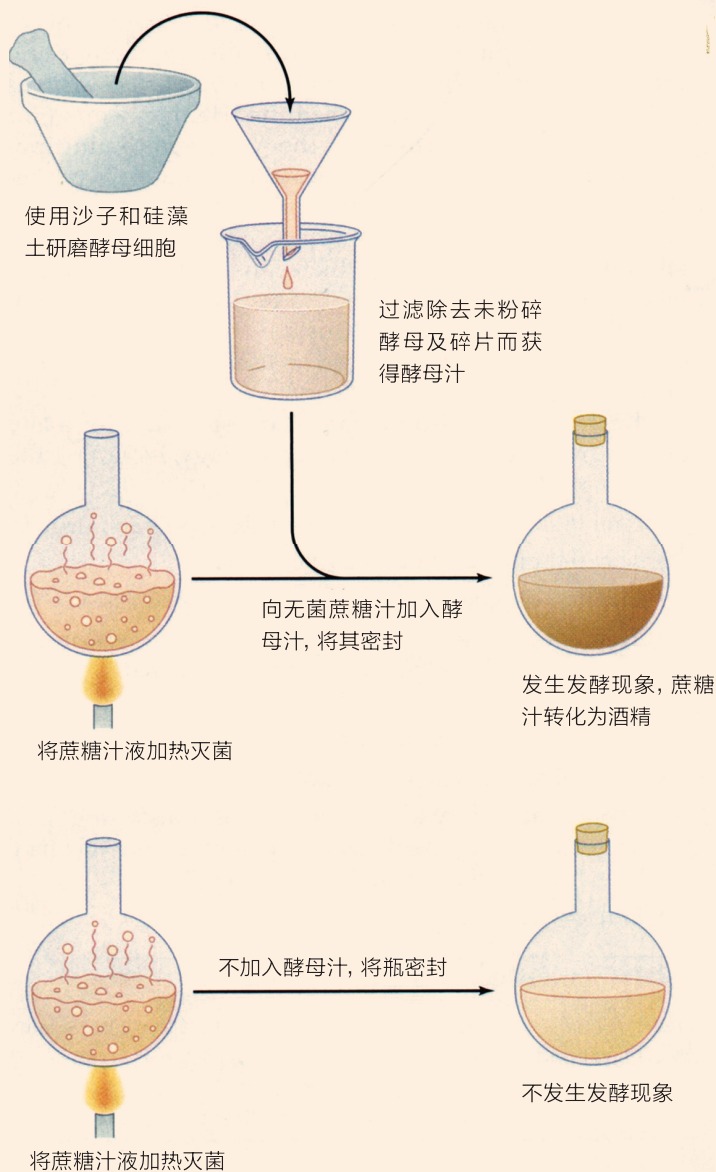 使用沙子和硅藻
土研磨酵母细胞
过滤除去未粉碎
酵母及碎片而获
得酵母汁
向无菌蔗糖汁加入酵
母汁, 将其密封
发生发酵现象, 蔗糖
汁转化为酒精
将蔗糖汁液加热灭菌
不加入酵母汁, 将瓶密封
不发生发酵现象
将蔗糖汁液加热灭菌